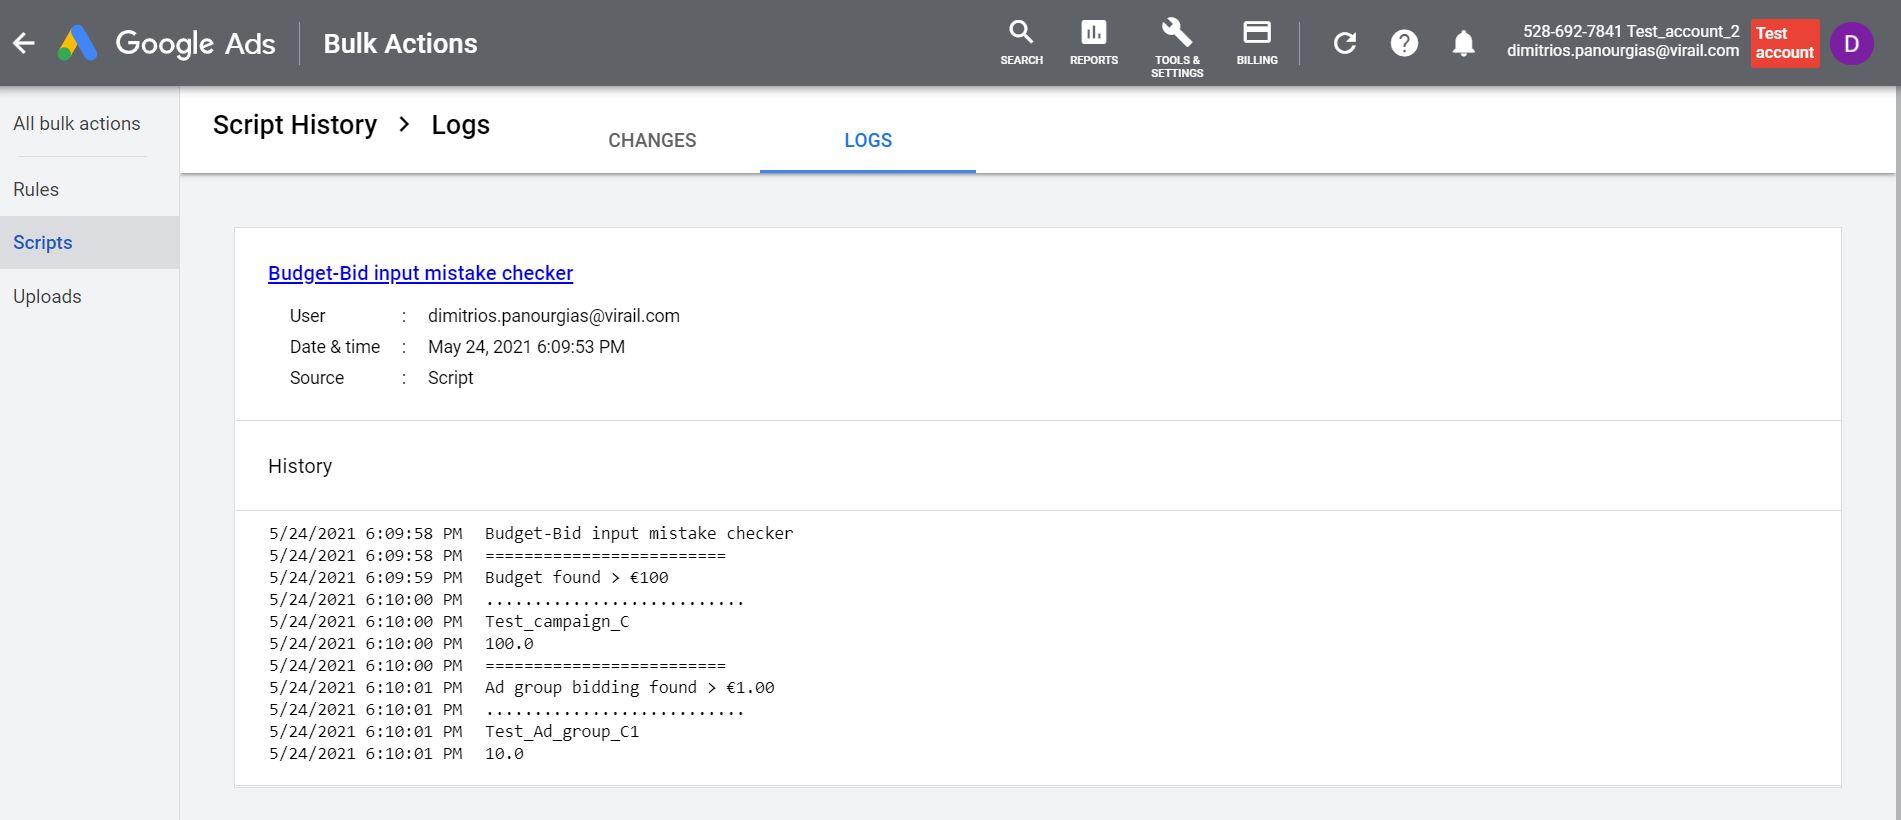 Google Ads
Bulk Actions
SEARCH
REPORTS
TOOLS &
SETTINGS
BILLING
?
528-692-7841 Test_account_2
dimitrios.panourgias@virail.com
Test
account
D
All bulk actions
Rules
Scripts
Uploads
Script History > Logs
CHANGES
LOGS
Budget-Bid input mistake checker
User : dimitrios.panourgias@virail.com
Date & time : May 24, 2021 6:09:53 PM
Source : Script
History
5/24/2021 6:09:58 PM Budget-Bid input mistake checker
5/24/2021 6:09:58 PM =========================
5/24/2021 6:09:59 PM Budget found > €100
5/24/2021 6:10:00 PM ...........................
5/24/2021 6:10:00 PM Test_campaign_C
5/24/2021 6:10:00 PM 100.0
5/24/2021 6:10:00 PM =========================
5/24/2021 6:10:01 PM Ad group bidding found > €1.00
5/24/2021 6:10:01 PM ...........................
5/24/2021 6:10:01 PM Test_Ad_group_C1
5/24/2021 6:10:01 PM 10.0